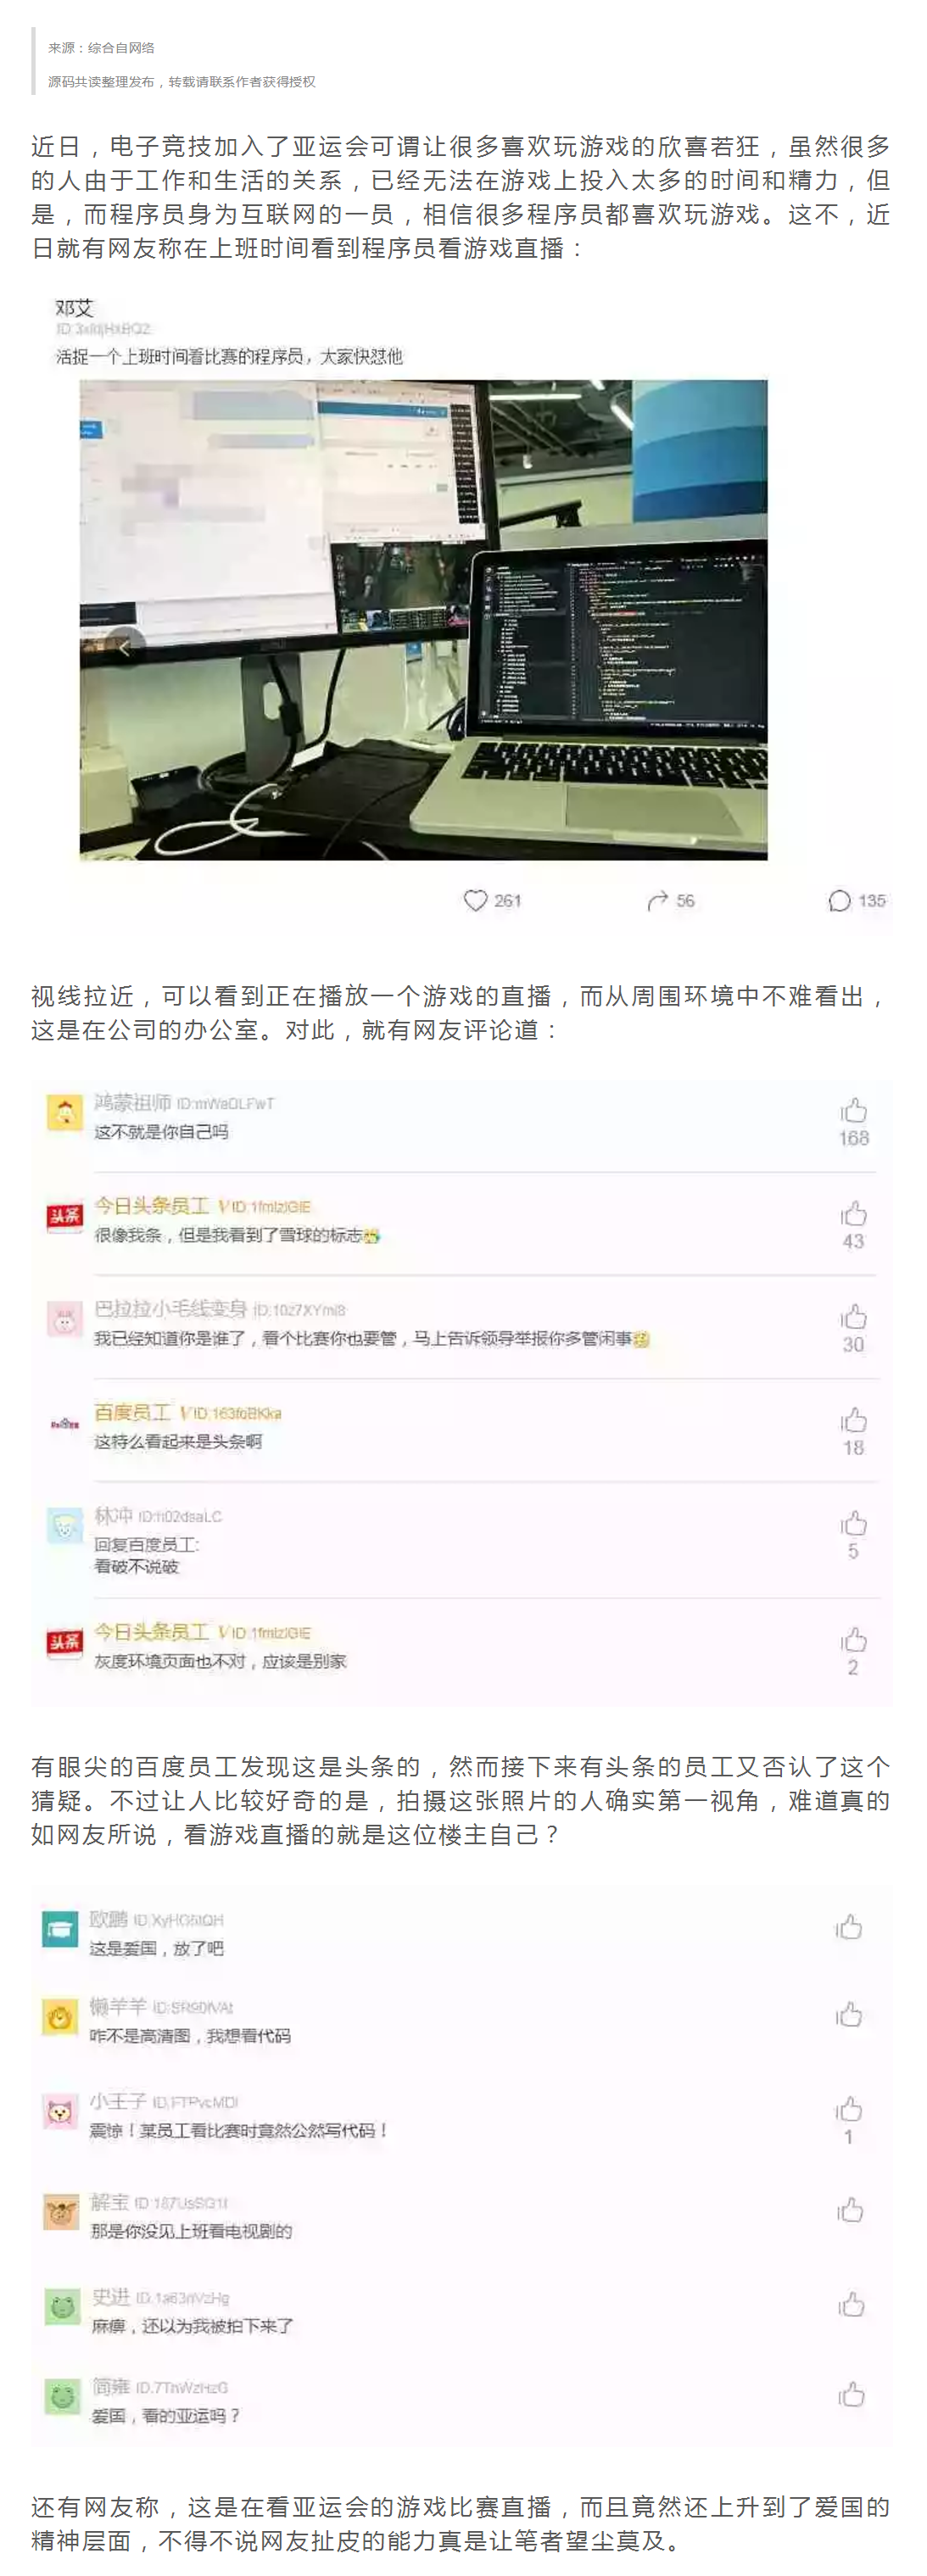 来源：综合自网络
源码共读整理发布，转载请联系作者获得授权
近日，电子竞技加入了亚运会可谓让很多喜欢玩游戏的欣喜若狂，虽然很多
的人由于工作和生活的关系，已经无法在游戏上投入太多的时间和精力，但
是，而程序员身为互联网的一员，相信很多程序员都喜欢玩游戏。这不，近
日就有网友称在上班时间看到程序员看游戏直播：
邓艾
活捉一个上班时间看比赛的程序员，大家快怼他
261 56 135
视线拉近，可以看到正在播放一个游戏的直播，而从周围环境中不难看出，
这是在公司的办公室。对此，就有网友评论道：
鸿蒙祖师 ID:mWaOLFwT
这不就是你自己吗
168
头条
今日头条员工 V
很像我条，但是我看到了雪球的标志
43
巴拉拉小毛线变身
我已经知道你是谁了，看个比赛你也要管，马上告诉领导举报你多管闲事
30
百度员工 V
这特么看起来是头条啊
18
林冲
回复百度员工:
看破不说破
5
头条
今日头条员工 V
灰度环境页面也不对，应该是别家
2
有眼尖的百度员工发现这是头条的，然而接下来有头条的员工又否认了这个
猜疑。不过让人比较好奇的是，拍摄这张照片的人确实第一视角，难道真的
如网友所说，看游戏直播的就是这位楼主自己？
欧鹏
这是爱国，放了吧
懒羊羊
咋不是高清图，我想看代码
小王子
震惊！某员工看比赛时竟然公然写代码！
1
解宝
那是你没见上班看电视剧的
史进
麻痹，还以为我被拍下来了
简雍 ID:7ThWzHzG
爱国，看的亚运吗？
还有网友称，这是在看亚运会的游戏比赛直播，而且竟然还上升到了爱国的
精神层面，不得不说网友扯皮的能力真是让笔者望尘莫及。